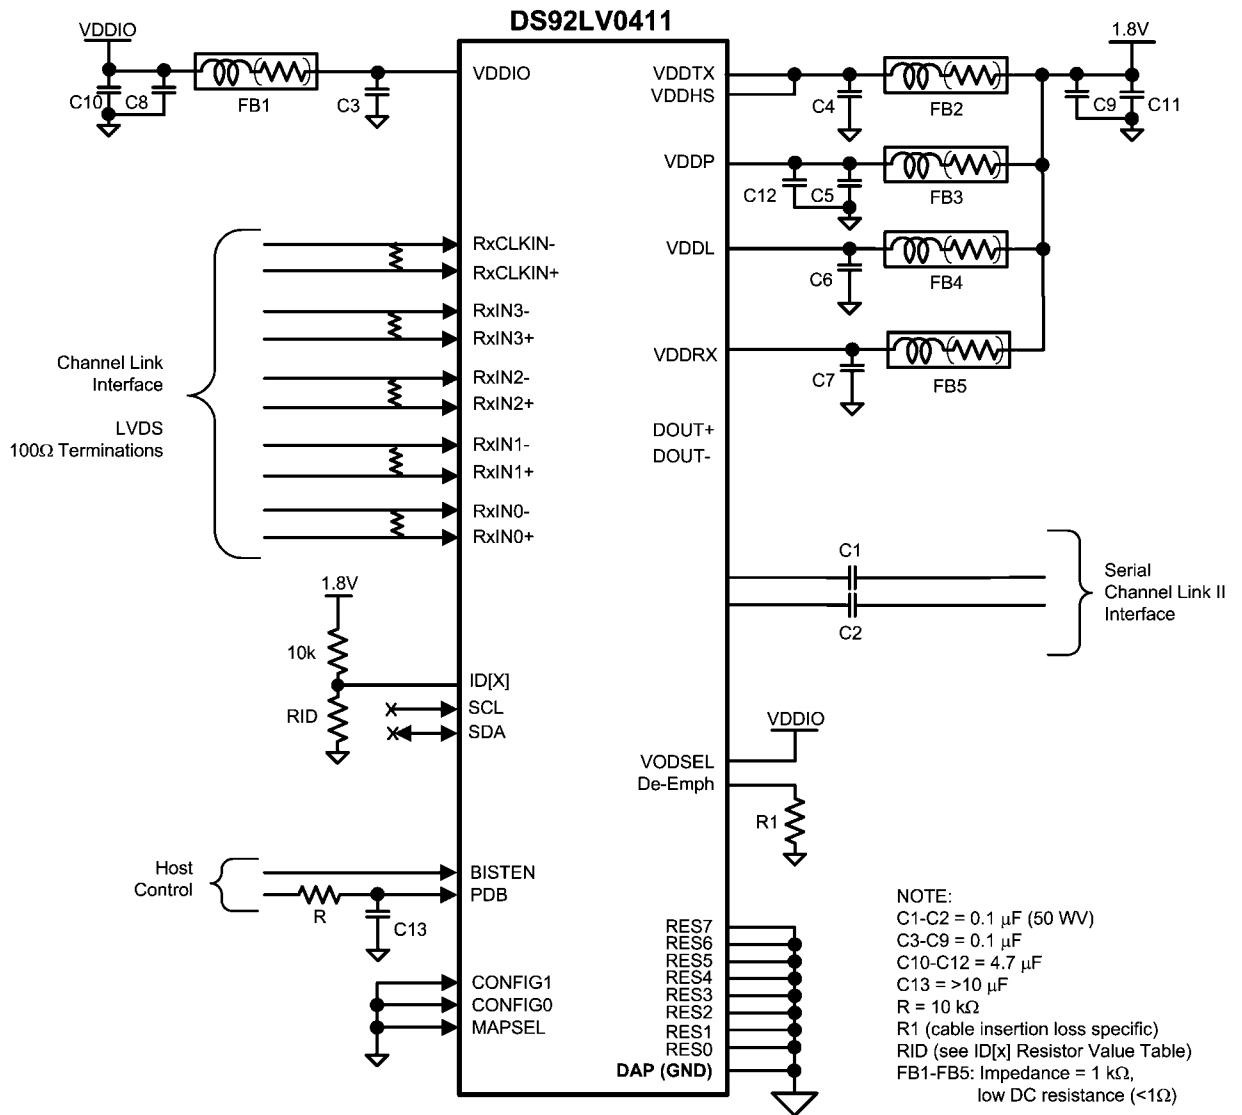 DS92LV0411
VDDIO
C10
C8
FB1
C3
VDDIO
VDDTX
VDDHS
C4
FB2
1.8V
C9
C11
VDDP
C12
C5
FB3
VDDL
C6
FB4
VDDRX
C7
FB5
DOUT+
DOUT-
RxCLKIN-
RxCLKIN+
RxIN3-
RxIN3+
RxIN2-
RxIN2+
RxIN1-
RxIN1+
RxIN0-
RxIN0+
Channel Link
Interface
LVDS
100Ω Terminations
C1
C2
Serial
Channel Link II
Interface
1.8V
10k
RID
ID[X]
SCL
SDA
VDDIO
VODSEL
De-Emph
R1
Host
Control
BISTEN
PDB
R
C13
CONFIG1
CONFIG0
MAPSEL
RES7
RES6
RES5
RES4
RES3
RES2
RES1
RES0
DAP (GND)
NOTE:
C1-C2 = 0.1 µF (50 WV)
C3-C9 = 0.1 µF
C10-C12 = 4.7 µF
C13 = >10 µF
R = 10 kΩ
R1 (cable insertion loss specific)
RID (see ID[x] Resistor Value Table)
FB1-FB5: Impedance = 1 kΩ,
low DC resistance (<1Ω)